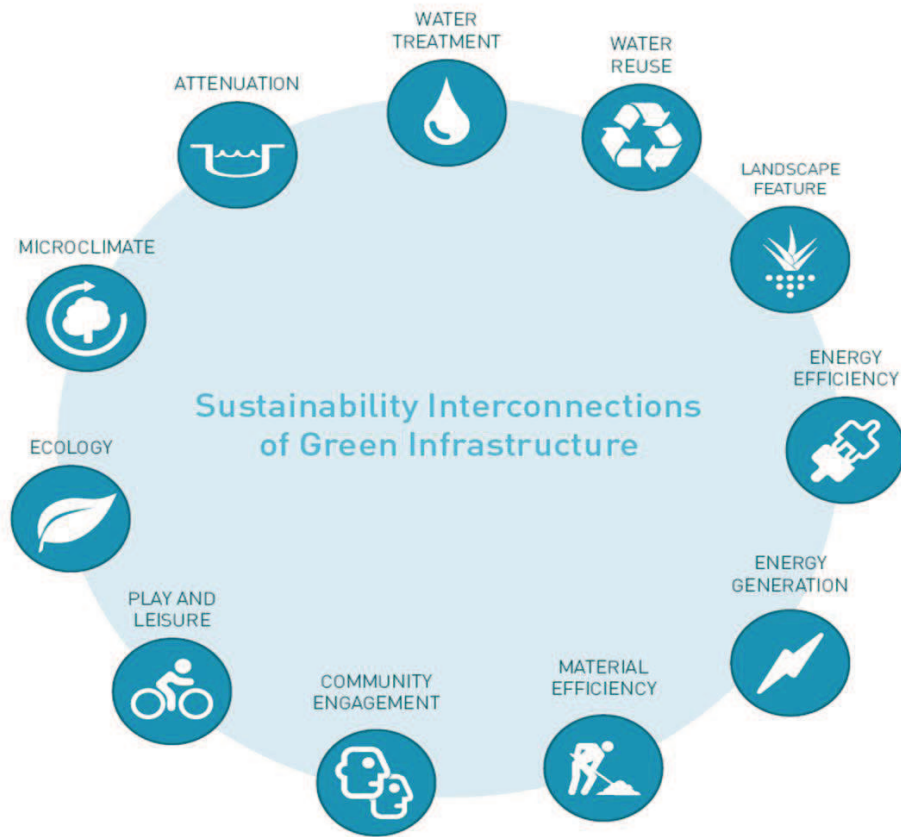 WATER
TREATMENT
WATER
REUSE
ATTENUATION
LANDSCAPE
FEATURE
MICROCLIMATE
ENERGY
EFFICIENCY
Sustainability Interconnections
of Green Infrastructure
ECOLOGY
ENERGY
GENERATION
PLAY AND
LEISURE
MATERIAL
EFFICIENCY
COMMUNITY
ENGAGEMENT